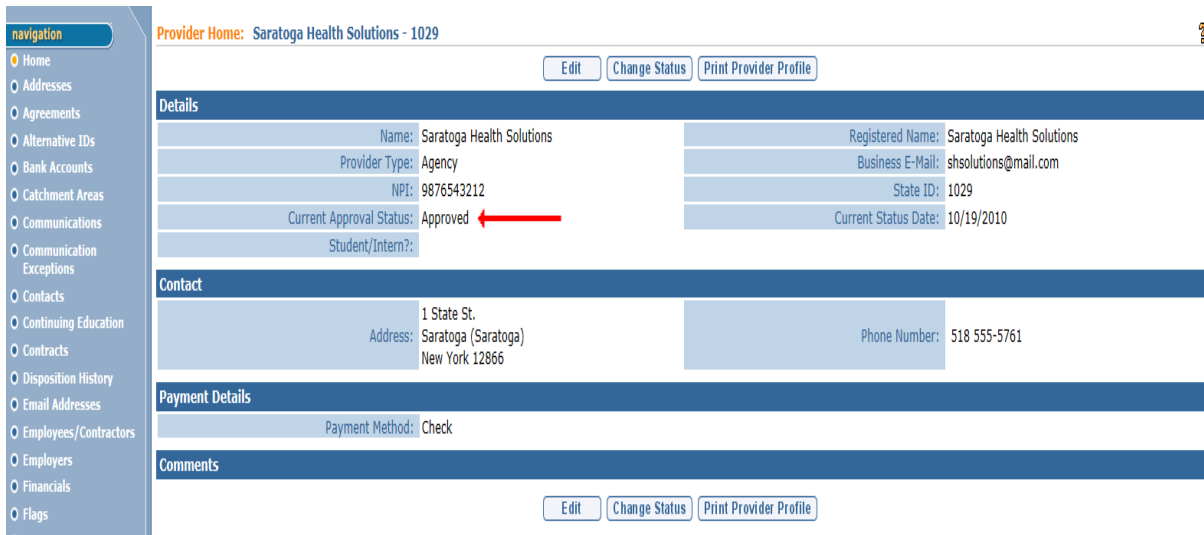 navigation
Home
Addresses
Agreements
Alternative IDs
Bank Accounts
Catchment Areas
Communications
Communication
Exceptions
Contacts
Continuing Education
Contracts
Disposition History
Email Addresses
Employees/Contractors
Employers
Financials
Flags
Provider Home: Saratoga Health Solutions - 1029
Edit Change Status Print Provider Profile
Details
Name: Saratoga Health Solutions Registered Name: Saratoga Health Solutions
Provider Type: Agency Business E-Mail: shsolutions@mail.com
NPI: 9876543212 State ID: 1029
Current Approval Status: Approved Current Status Date: 10/19/2010
Student/Intern?:
Contact
Address: 1 State St.
Saratoga (Saratoga)
New York 12866
Phone Number: 518 555-5761
Payment Details
Payment Method: Check
Comments
Edit Change Status Print Provider Profile